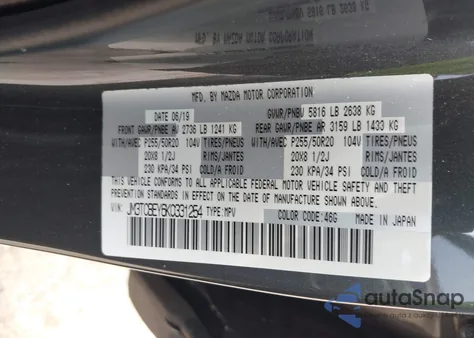 MFD. BY MAZDA MOTOR CORPORATION
DATE 06/19 GVWR/PNBV 5816 LB 2638 KG
FRONT GAWR/PNBE AV 2736 LB 1241 KG REAR GAWR/PNBE AR 3159 LB 1433 KG
WITH/AVEC P255/50R20 104V TIRES/PNEUS WITH/AVEC P255/50R20 104V TIRES/PNEUS
20X8 1/2J RIMS/JANTES 20X8 1/2J RIMS/JANTES
230 KPA/34 PSI COLD/A FROID 230 KPA/34 PSI COLD/A FROID
THIS VEHICLE CONFORMS TO ALL APPLICABLE FEDERAL MOTOR VEHICLE SAFETY
AND THEFT PREVENTION STANDARDS IN EFFECT ON THE DATE OF MANUFACTURE
SHOWN ABOVE.
TYPE:MPV COLOR CODE:46G MADE IN JAPAN
autoSnap